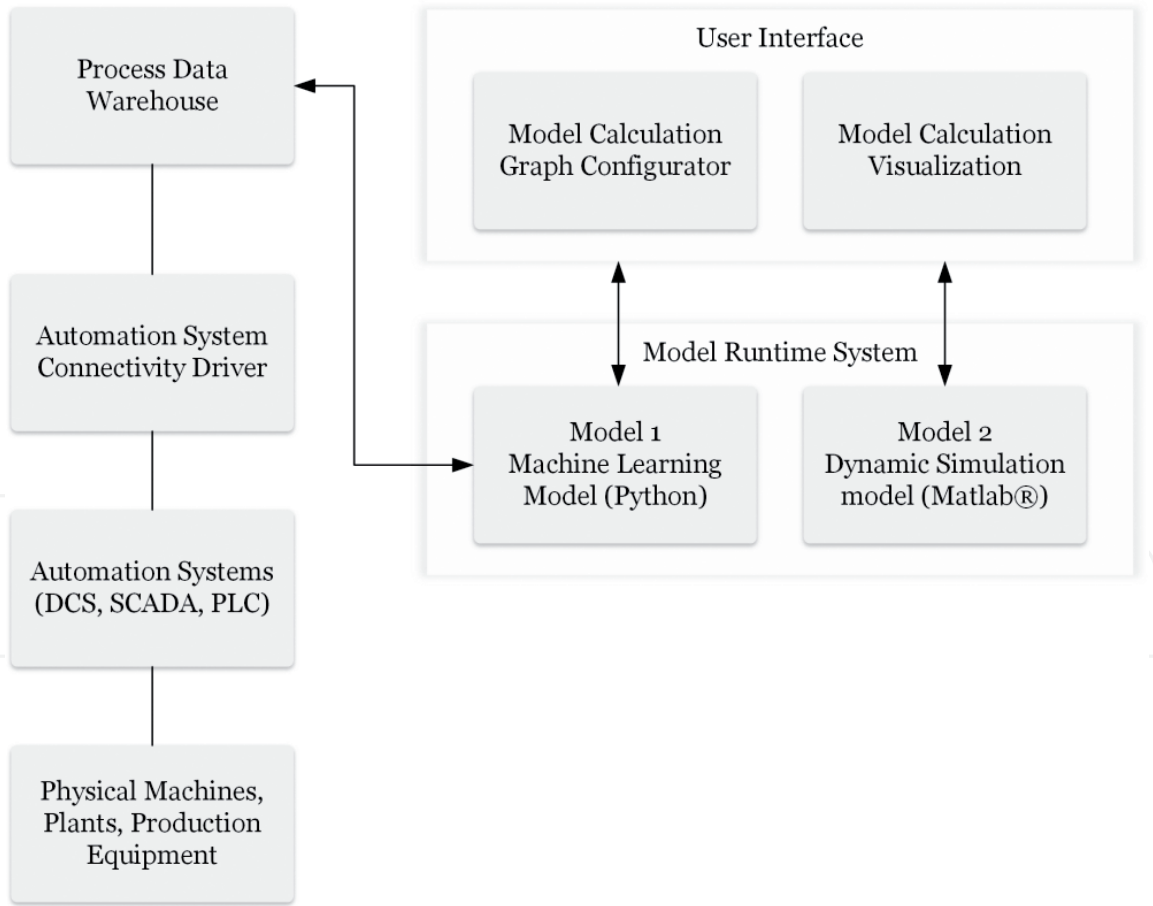 Process Data
Warehouse
Automation System
Connectivity Driver
Automation Systems
(DCS, SCADA, PLC)
Physical Machines,
Plants, Production
Equipment
User Interface
Model Calculation
Graph Configurator
Model Calculation
Visualization
Model Runtime System
Model 1
Machine Learning
Model (Python)
Model 2
Dynamic Simulation
model (Matlab®)